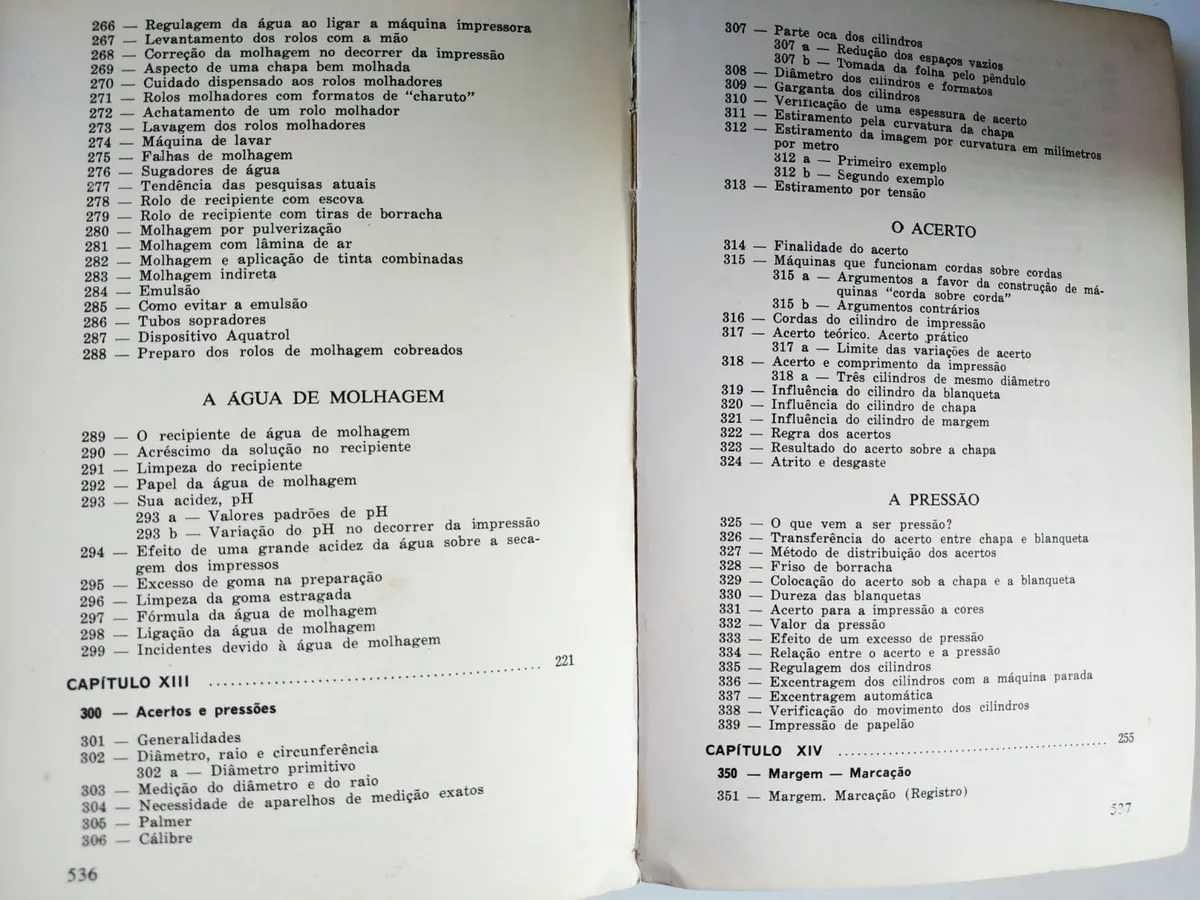 266 — Regulagem da água ao ligar a máquina impressora
267 — Levantamento dos rolos com a mão
268 — Correção da molhagem no decorrer da impressão
269 — Aspecto de uma chapa bem molhada
270 — Cuidado dispensado aos rolos molhadores
271 — Rolos molhadores com formatos de "charuto"
272 — Achatamento de um rolo molhador
273 — Lavagem dos rolos molhadores
274 — Máquina de lavar
275 — Falhas de molhagem
276 — Sugadores de água
277 — Tendência das pesquisas atuais
278 — Rolo de recipiente com escova
279 — Rolo de recipiente com tiras de borracha
280 — Molhagem por pulverização
281 — Molhagem com lâmina de ar
282 — Molhagem e aplicação de tinta combinadas
283 — Molhagem indireta
284 — Emulsão
285 — Como evitar a emulsão
286 — Tubos sopradores
287 — Dispositivo Aquatrol
288 — Preparo dos rolos de molhagem cobreados
A ÁGUA DE MOLHAGEM
289 — O recipiente de água de molhagem
290 — Acréscimo da solução no recipiente
291 — Limpeza do recipiente
292 — Papel da água de molhagem
293 — Sua acidez, pH
293 a — Valores padrões de pH
293 b — Variação do pH no decorrer da impressão
294 — Efeito de uma grande acidez da água sobre a seca-
gem dos impressos
295 — Excesso de goma na preparação
296 — Limpeza da goma estragada
297 — Fórmula da água de molhagem
298 — Ligação da água de molhagem
299 — Incidentes devido à água de molhagem
CAPÍTULO XIII ........................................ 221
300 — Acertos e pressões
301 — Generalidades
302 — Diâmetro, raio e circunferência
302 a — Diâmetro primitivo
303 — Medição do diâmetro e do raio
304 — Necessidade de aparelhos de medição exatos
305 — Palmer
306 — Cálibre
536
307 — Parte oca dos cilindros
307 a — Redução dos espaços vazios
307 b — Tomada da folha pelo pêndulo
308 — Diâmetro dos cilindros e formatos
309 — Garganta dos cilindros
310 — Verificação de uma espessura de acerto
311 — Estiramento pela curvatura da chapa
312 — Estiramento da imagem por curvatura em milímetros
por metro
312 a — Primeiro exemplo
312 b — Segundo exemplo
313 — Estiramento por tensão
O ACERTO
314 — Finalidade do acerto
315 — Máquinas que funcionam cordas sobre cordas
315 a — Argumentos a favor da construção de má-
quinas "corda sobre corda"
315 b — Argumentos contrários
316 — Cordas do cilindro de impressão
317 — Acerto teórico. Acerto prático
317 a — Limite das variações de acerto
318 — Acerto e comprimento da impressão
318 a — Três cilindros de mesmo diâmetro
319 — Influência do cilindro da blanqueta
320 — Influência do cilindro de chapa
321 — Influência do cilindro de margem
322 — Regra dos acertos
323 — Resultado do acerto sobre a chapa
324 — Atrito e desgaste
A PRESSÃO
325 — O que vem a ser pressão?
326 — Transferência do acerto entre chapa e blanqueta
327 — Método de distribuição dos acertos
328 — Friso de borracha
329 — Colocação do acerto sob a chapa e a blanqueta
330 — Dureza das blanquetas
331 — Acerto para a impressão a cores
332 — Valor da pressão
333 — Efeito de um excesso de pressão
334 — Relação entre o acerto e a pressão
335 — Regulagem dos cilindros
336 — Excentragem dos cilindros com a máquina parada
337 — Excentragem automática
338 — Verificação do movimento dos cilindros
339 — Impressão de papelão
CAPÍTULO XIV ................................ 255
350 — Margem — Marcação
351 — Margem. Marcação (Registro)
537